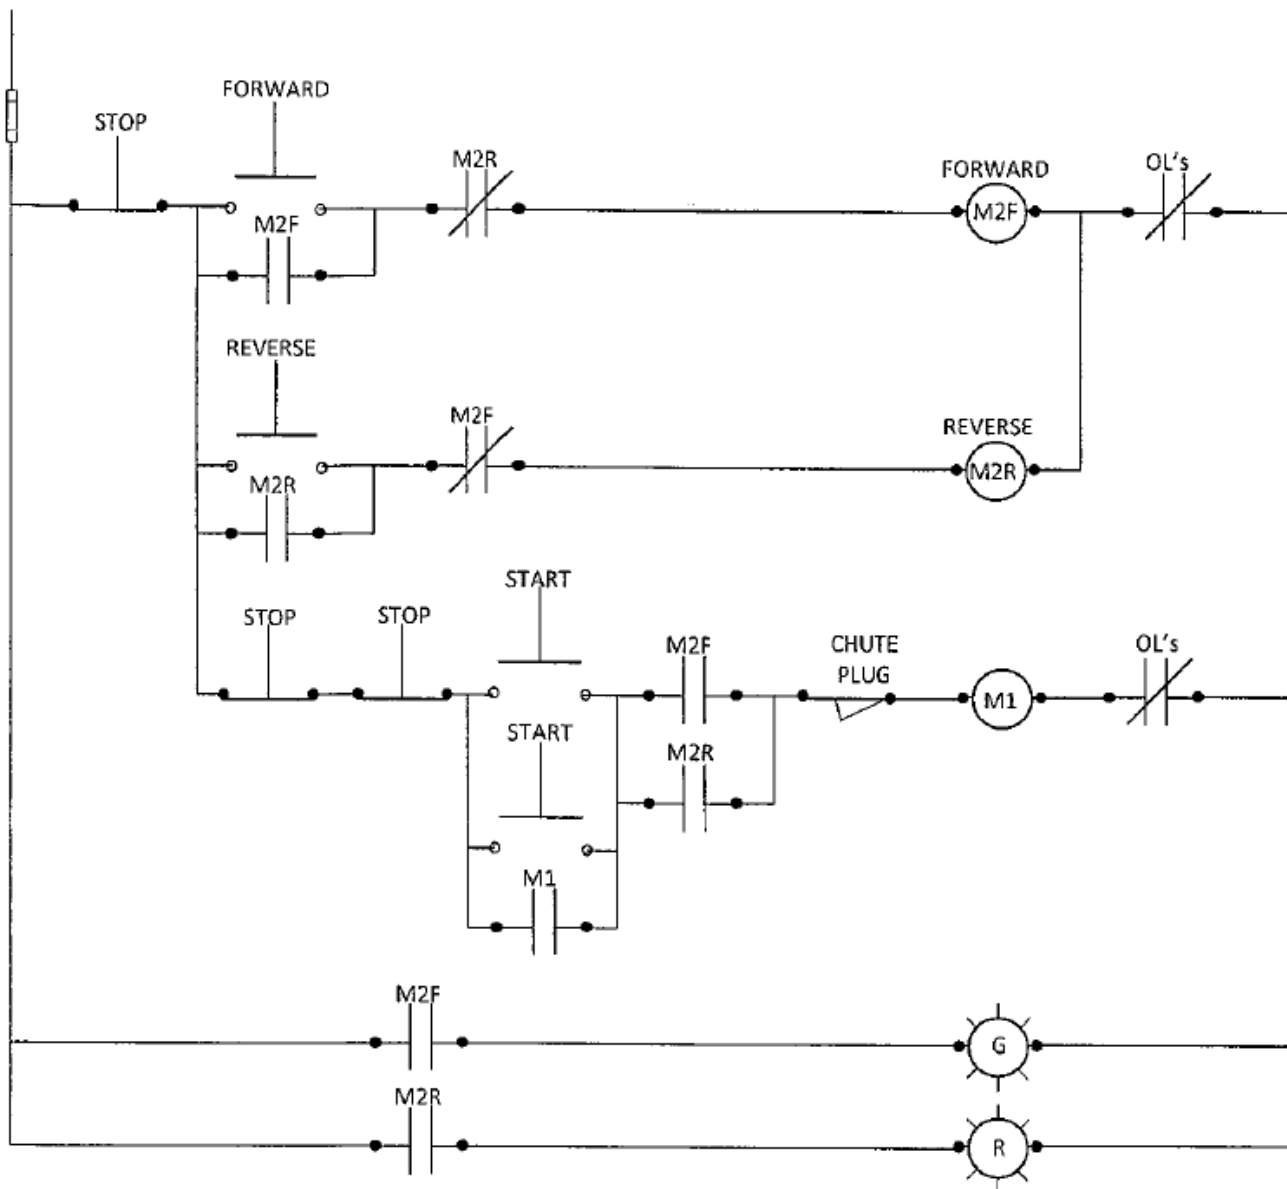 FORWARD
STOP
M2R
FORWARD
OL's
M2F
M2F
REVERSE
M2F
REVERSE
M2R
M2R
START
STOP
STOP
M2F
CHUTE
PLUG
OL's
M1
START
M2R
M1
M2F
G
M2R
R